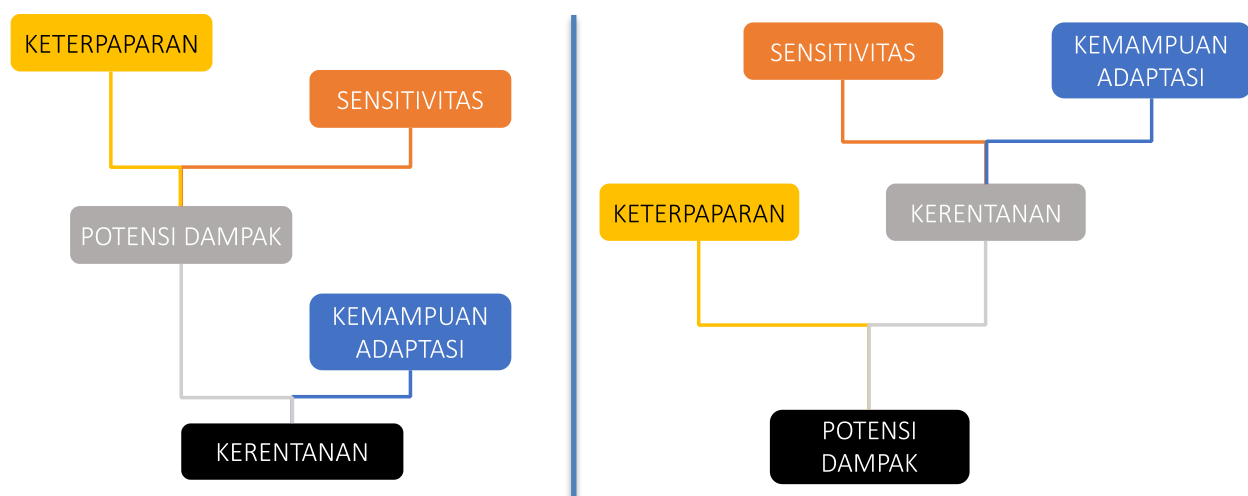 KETERPAPARAN
SENSITIVITAS
POTENSI DAMPAK
KEMAMPUAN
ADAPTASI
KERENTANAN
SENSITIVITAS
KEMAMPUAN
ADAPTASI
KETERPAPARAN
KERENTANAN
POTENSI
DAMPAK